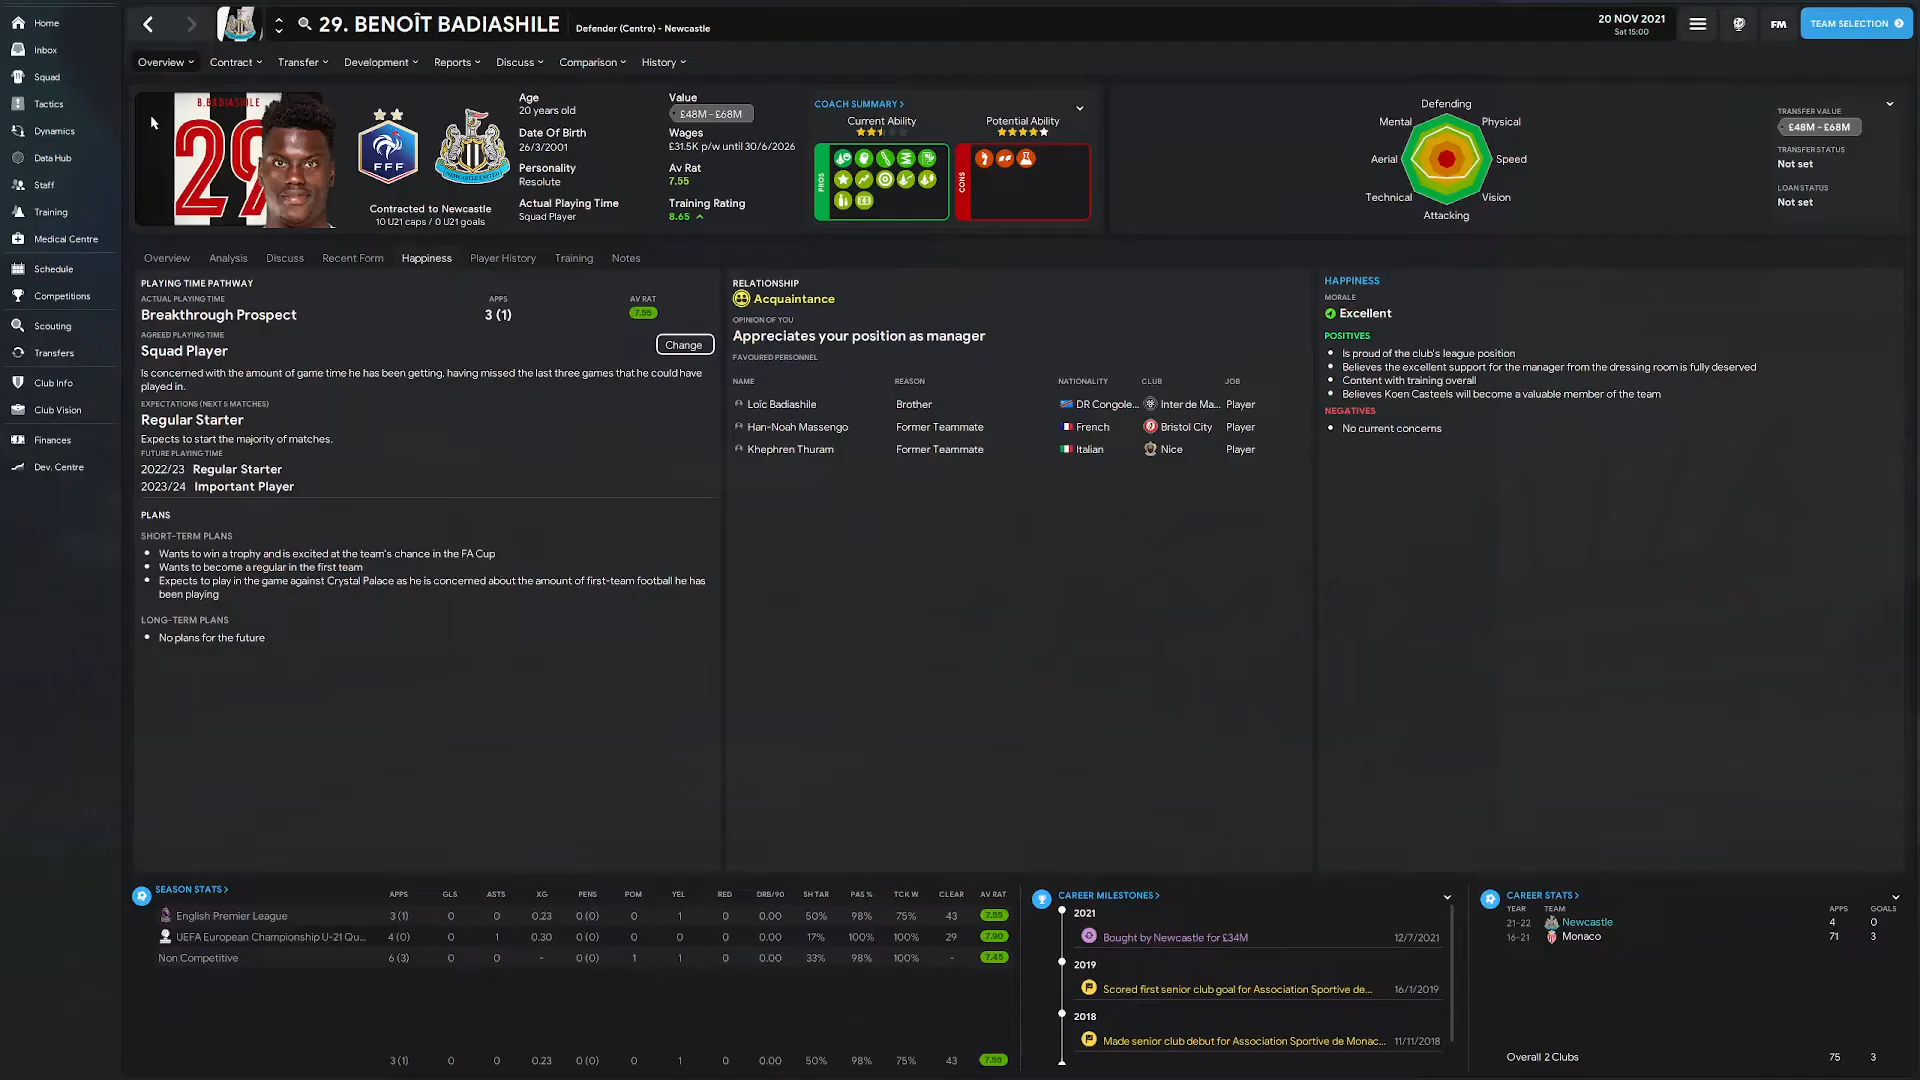 Home
Inbox
Squad
Tactics
Dynamics
Data Hub
Staff
Training
Medical Centre
Schedule
Competitions
Scouting
Transfers
Club Info
Club Vision
Finances
Dev. Centre
29. BENOÎT BADIASHILE
Defender (Centre) - Newcastle
20 NOV 2021
Sat 15:00
FM
TEAM SELECTION
Overview
Contract
Transfer
Development
Reports
Discuss
Comparison
History
B.BADIASHILE
29
FFF
NEWCASTLE UNITED
Contracted to Newcastle
10 U21 caps / 0 U21 goals
Age
20 years old
Date Of Birth
26/3/2001
Personality
Resolute
Actual Playing Time
Squad Player
Value
£48M - £68M
Wages
£31.5K p/w until 30/6/2026
Av Rat
7.55
Training Rating
8.65
COACH SUMMARY >
Current Ability
Potential Ability
PROS
CONS
Defending
Physical
Speed
Vision
Attacking
Technical
Aerial
Mental
TRANSFER VALUE
£48M - £68M
TRANSFER STATUS
Not set
LOAN STATUS
Not set
Overview
Analysis
Discuss
Recent Form
Happiness
Player History
Training
Notes
PLAYING TIME PATHWAY
ACTUAL PLAYING TIME APPS AV RAT
Breakthrough Prospect 3 (1) 7.55
AGREED PLAYING TIME
Squad Player
Change
Is concerned with the amount of game time he has been getting, having missed the last three games that he could have
played in.
EXPECTATIONS (NEXT 5 MATCHES)
Regular Starter
Expects to start the majority of matches.
FUTURE PLAYING TIME
2022/23 Regular Starter
2023/24 Important Player
PLANS
SHORT-TERM PLANS
• Wants to win a trophy and is excited at the team's chance in the FA Cup
• Wants to become a regular in the first team
• Expects to play in the game against Crystal Palace as he is concerned about the amount of first-team football he has
been playing
LONG-TERM PLANS
• No plans for the future
RELATIONSHIP
Acquaintance
OPINION OF YOU
Appreciates your position as manager
FAVOURED PERSONNEL
NAME REASON NATIONALITY CLUB JOB
Loïc Badiashile Brother DR Congole... Inter de Ma... Player
Han-Noah Massengo Former Teammate French Bristol City Player
Khephren Thuram Former Teammate Italian Nice Player
HAPPINESS
MORALE
Excellent
POSITIVES
• Is proud of the club's league position
• Believes the excellent support for the manager from the dressing room is fully deserved
• Content with training overall
• Believes Koen Casteels will become a valuable member of the team
NEGATIVES
• No current concerns
SEASON STATS > APPS GLS ASTS XG PENS POM YEL RED DRB/90 SH TAR PAS % TCK W CLEAR AV RAT
English Premier League 3 (1) 0 0 0.23 0 (0) 0 1 0 0.00 50% 98% 75% 43 7.55
UEFA European Championship U-21 Qu... 4 (0) 0 1 0.30 0 (0) 0 0 0 0.00 17% 100% 100% 29 7.90
Non Competitive 6 (3) 0 0 - 0 (0) 1 1 0 0.00 33% 98% 100% - 7.45
3 (1) 0 0 0.23 0 (0) 0 1 0 0.00 50% 98% 75% 43 7.55
CAREER MILESTONES >
2021
Bought by Newcastle for £34M 12/7/2021
2019
Scored first senior club goal for Association Sportive de... 16/1/2019
2018
Made senior club debut for Association Sportive de Monac... 11/11/2018
CAREER STATS >
YEAR TEAM APPS GOALS
21-22 Newcastle 4 0
16-21 Monaco 71 3
Overall 2 Clubs 75 3